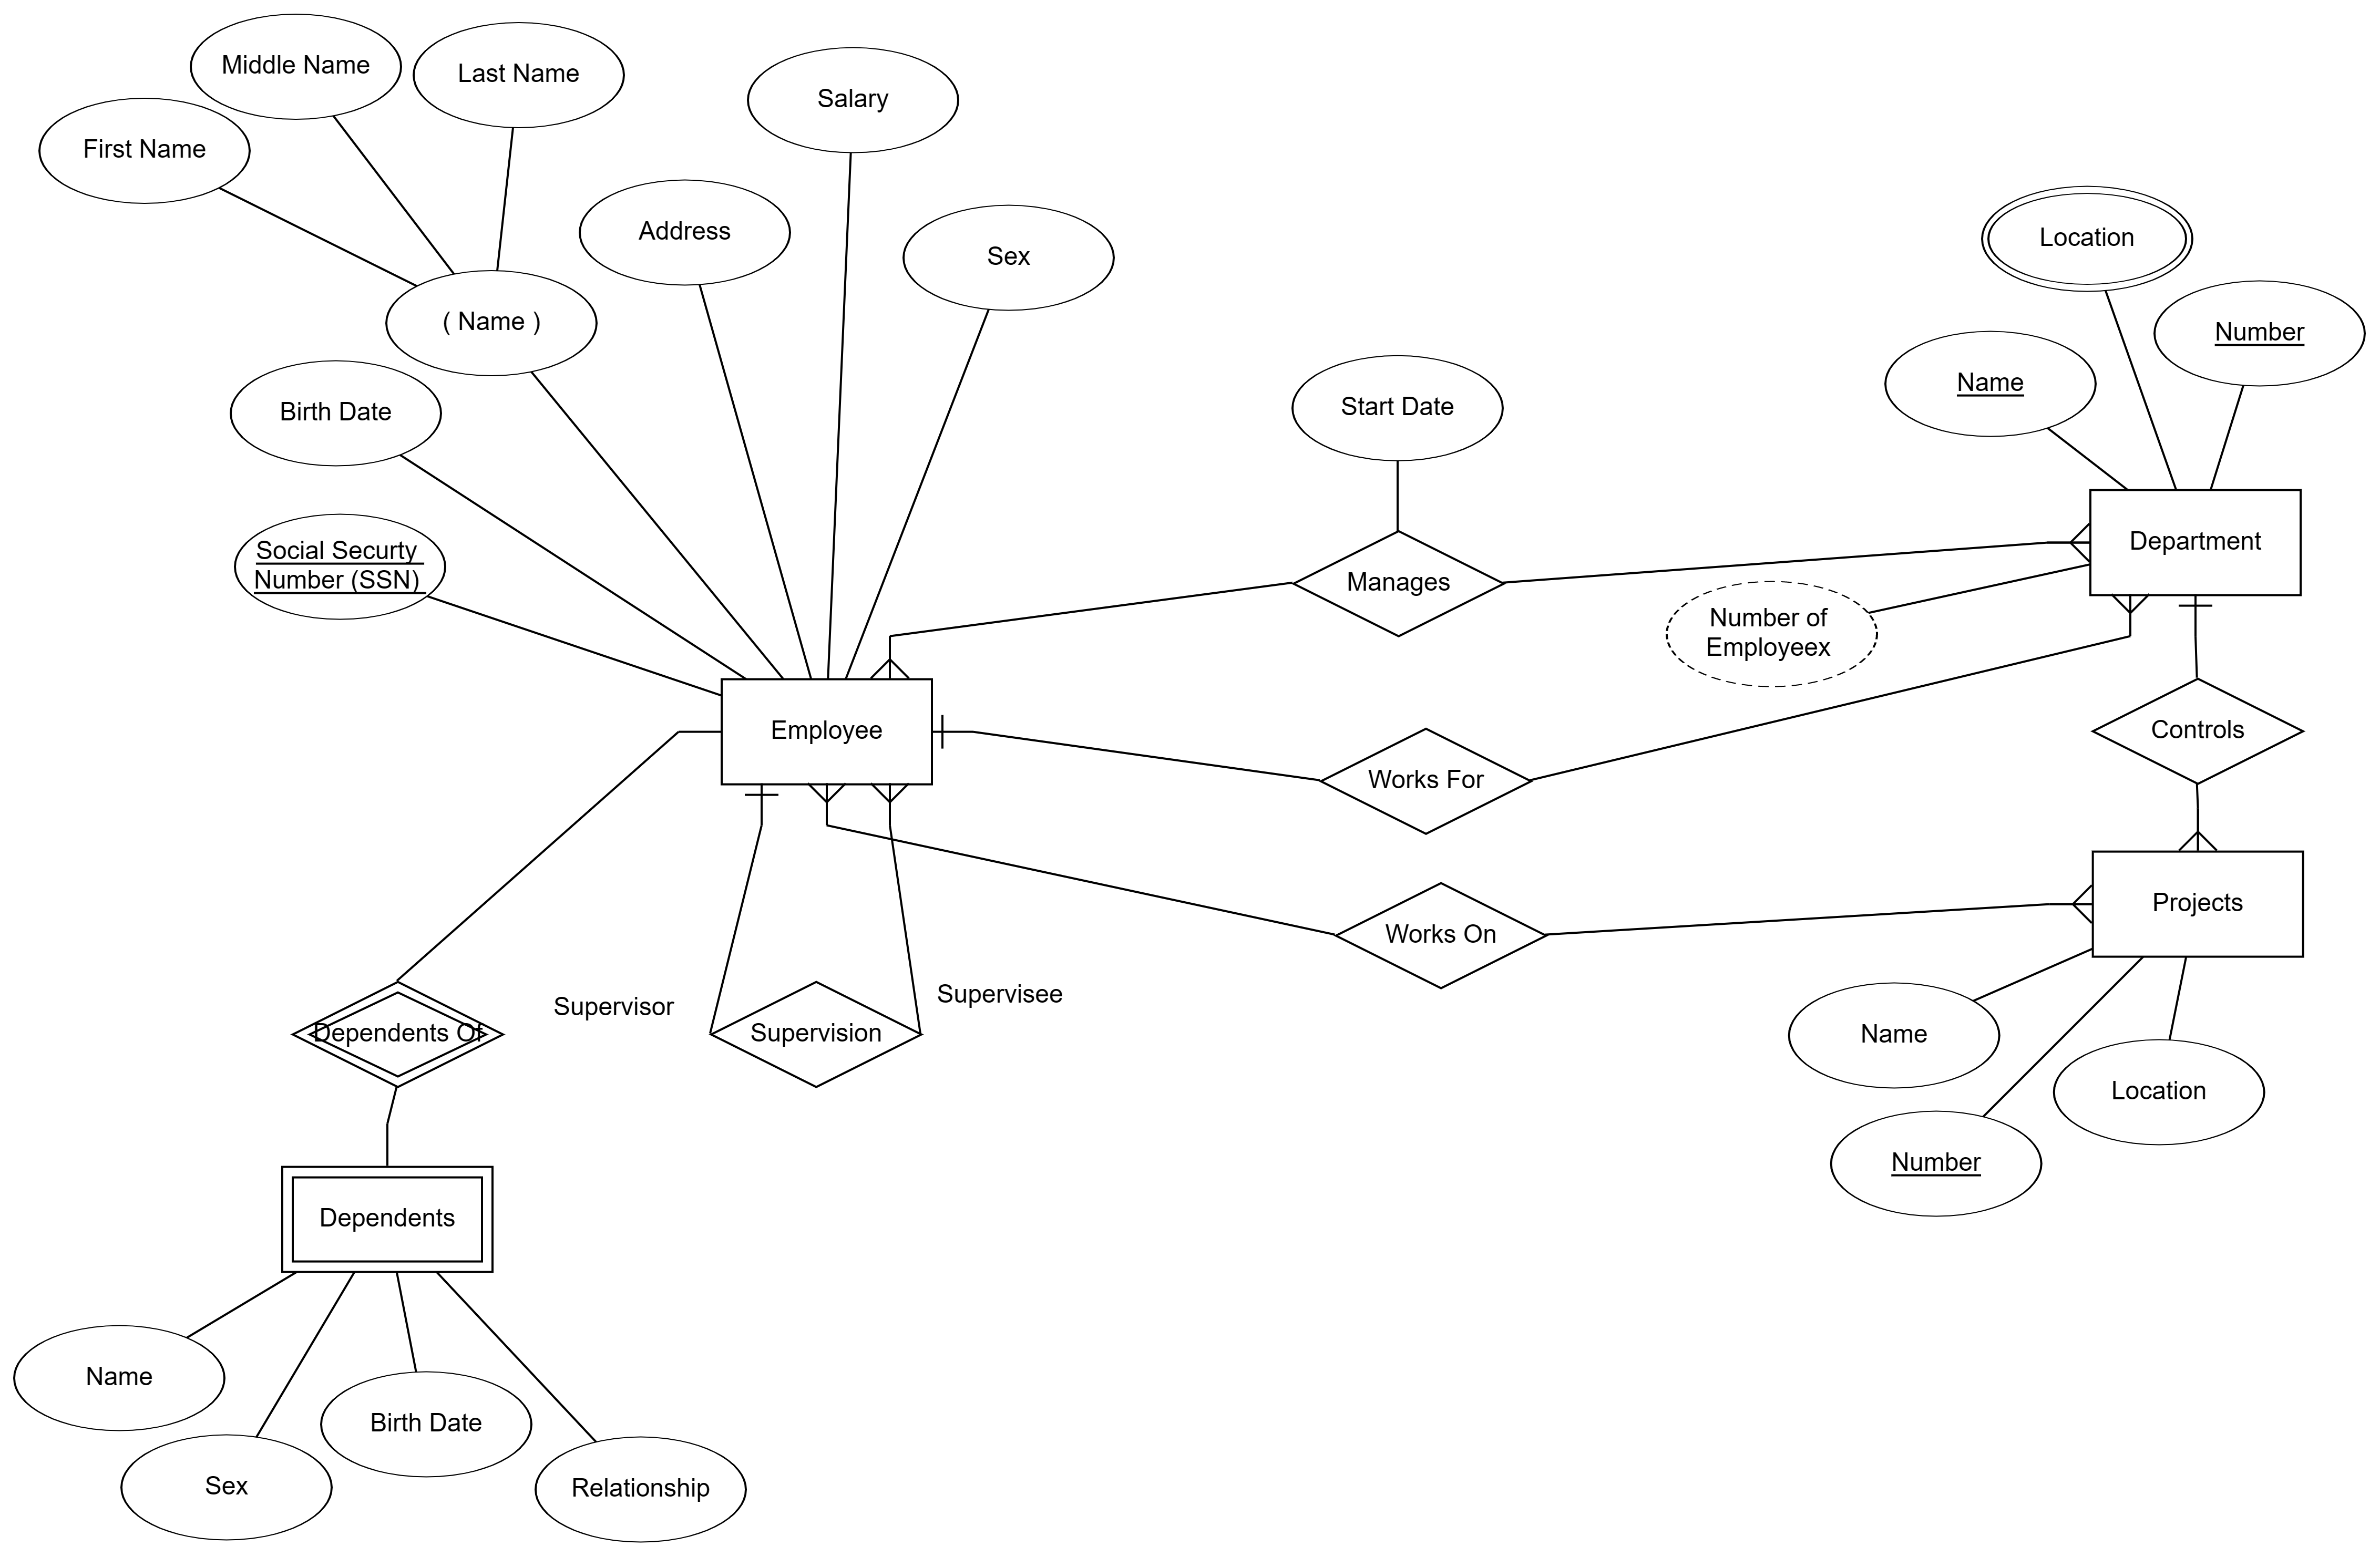 Middle Name
Last Name
First Name
Salary
Address
Sex
( Name )
Birth Date
Social Securty
Number (SSN)
Location
Number
Name
Start Date
Department
Manages
Number of
Employeex
Employee
Controls
Works For
Projects
Works On
Supervisor
Supervisee
Dependents Of
Supervision
Name
Location
Number
Dependents
Name
Birth Date
Sex
Relationship